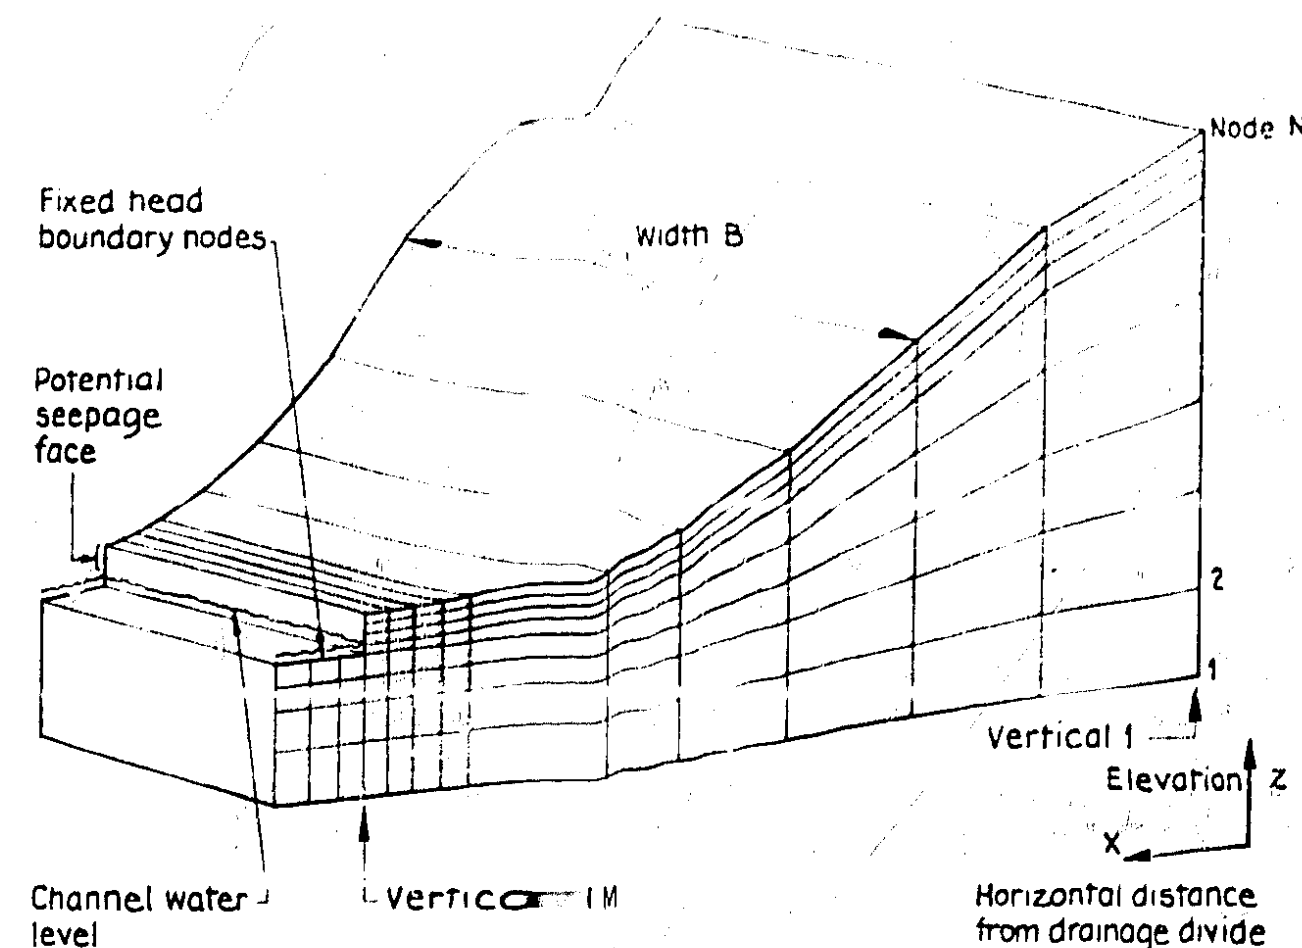 Node N
Fixed head
boundary nodes
Width B
Potential
seepage
face
2
1
Vertical 1
Elevation
z
x
Channel water
level
M
Horizontal distance
from drainage divide